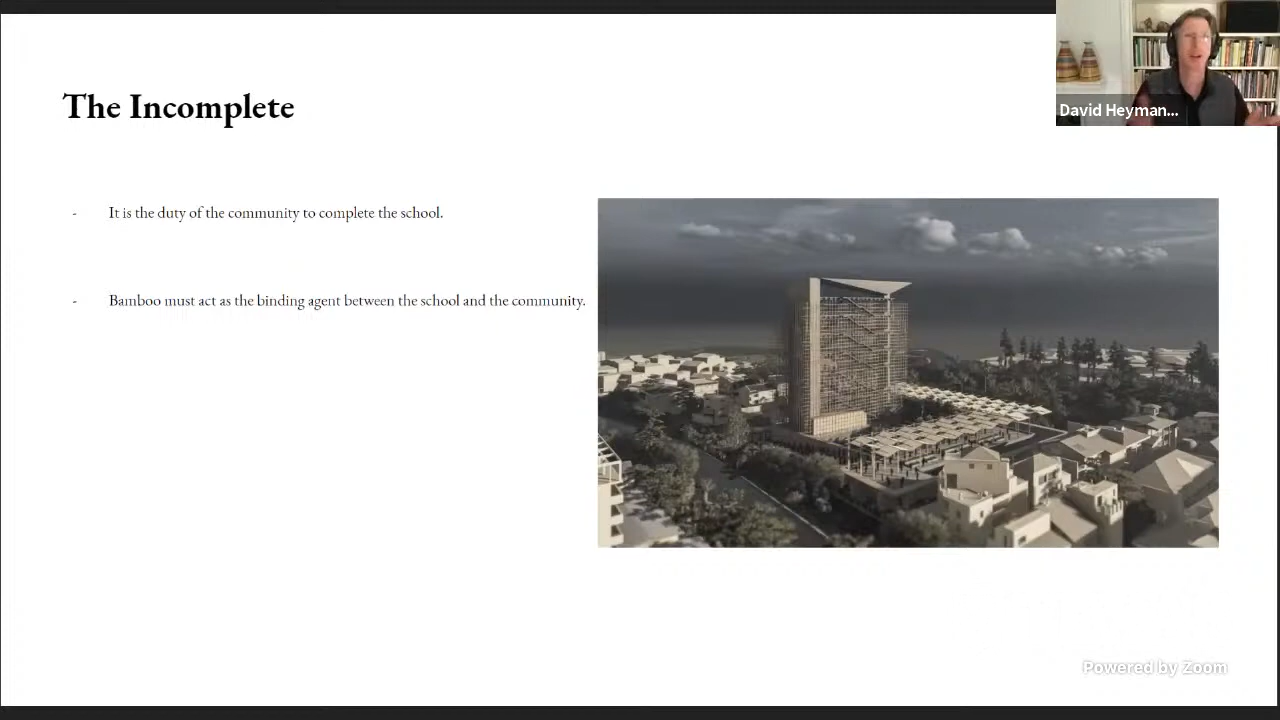 David Heyman...
The Incomplete
- It is the duty of the community to complete the school.
- Bamboo must act as the binding agent between the school and the community.
Powered by Zoom